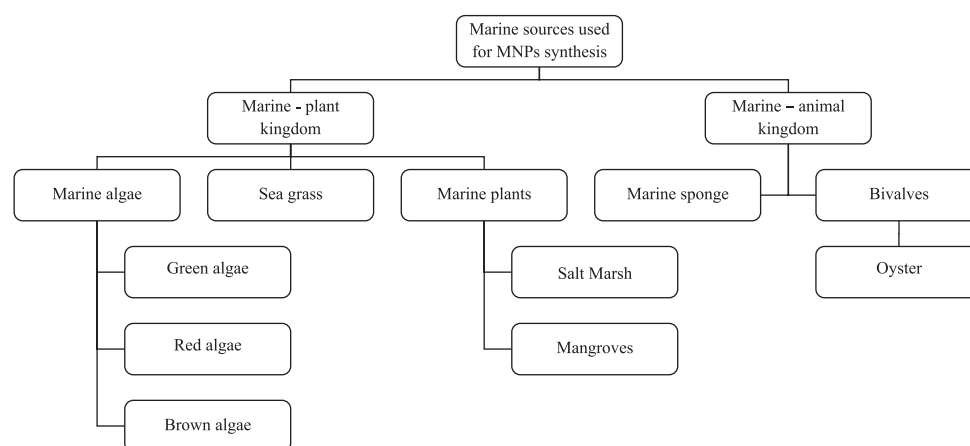 Marine sources used
for MNPs synthesis
Marine - plant
kingdom
Marine – animal
kingdom
Marine algae
Sea grass
Marine plants
Marine sponge
Bivalves
Green algae
Salt Marsh
Oyster
Red algae
Mangroves
Brown algae